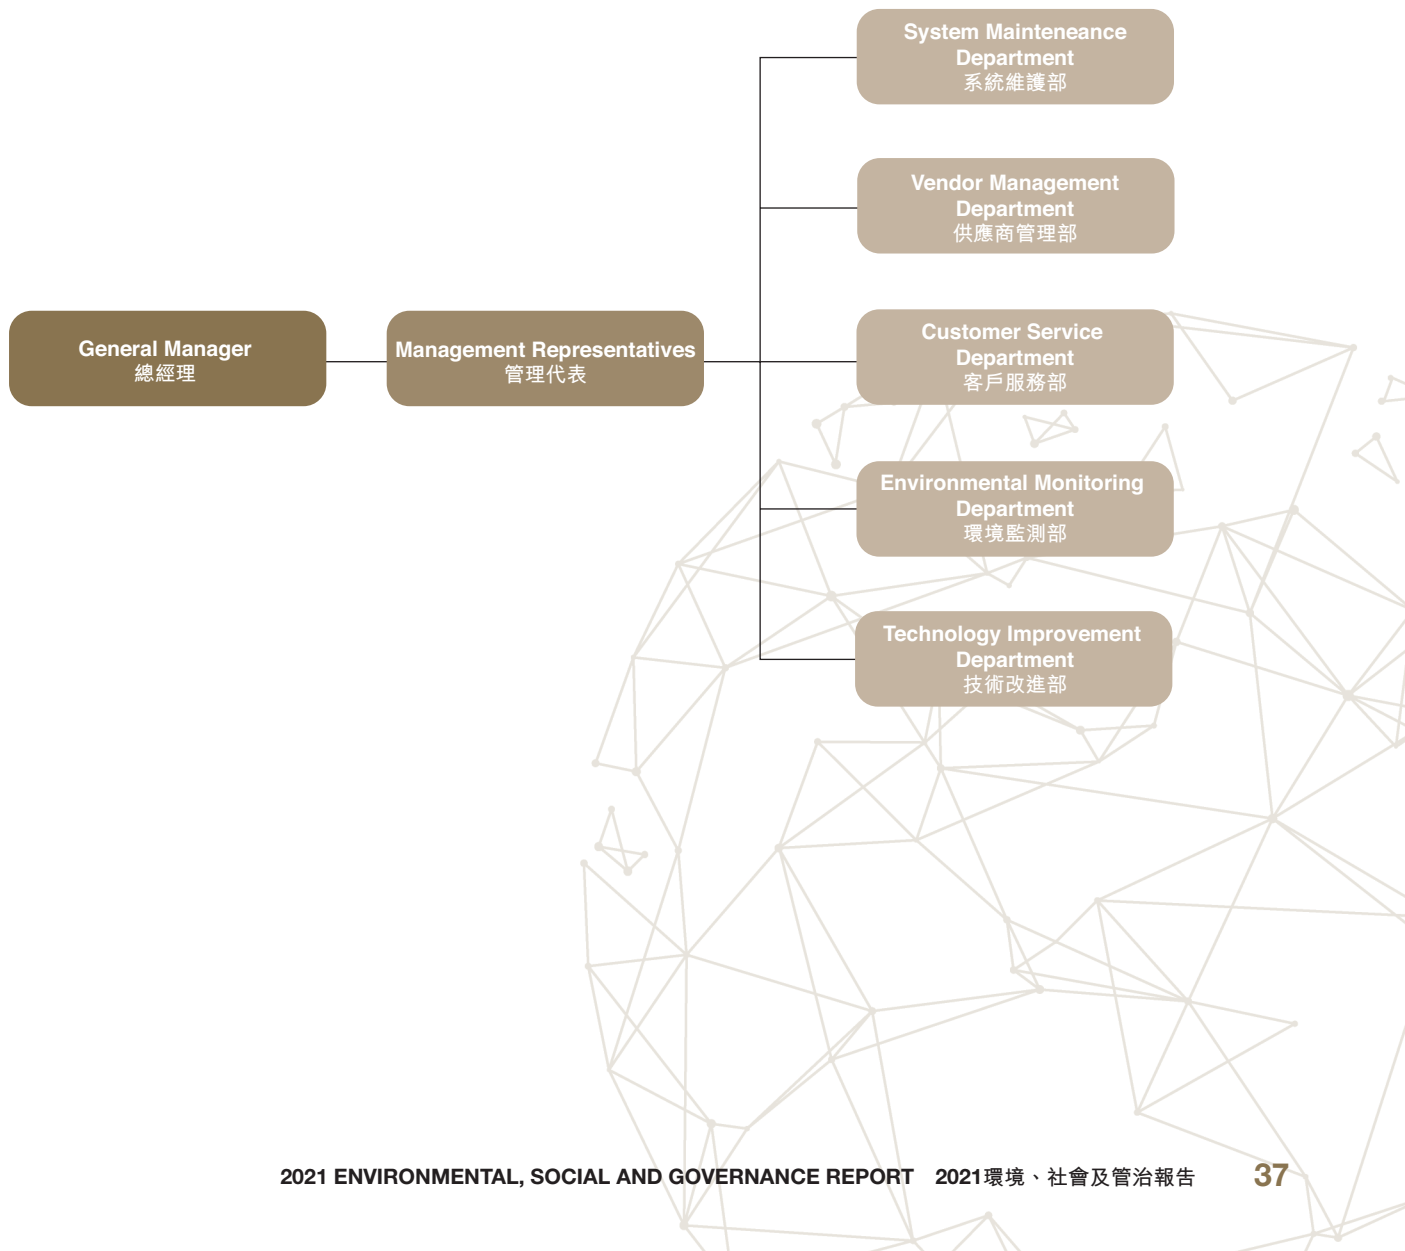 System Mainteneance
Department
系統維護部
Vendor Management
Department
供應商管理部
General Manager
總經理
Management Representatives
管理代表
Customer Service
Department
客戶服務部
Environmental Monitoring
Department
環境監測部
Technology Improvement
Department
技術改進部
2021 ENVIRONMENTAL, SOCIAL AND GOVERNANCE REPORT 2021環境、社會及管治報告 37